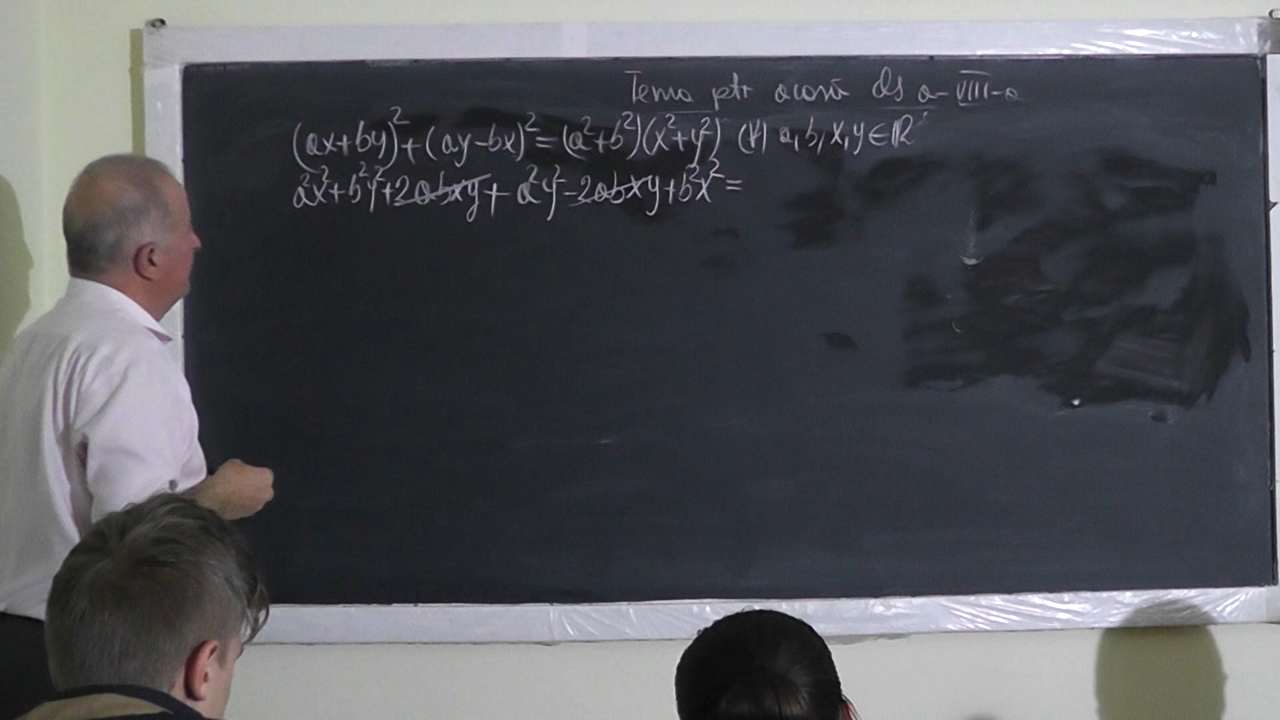 Temă ptr acasă cls a-VIII-a
(ax+by)²+(ay-bx)²=(a²+b²)(x²+y²) (∀) a,b,x,y∈ℝ
a²x²+b²y²+2abxy+a²y²-2abxy+b²x²=